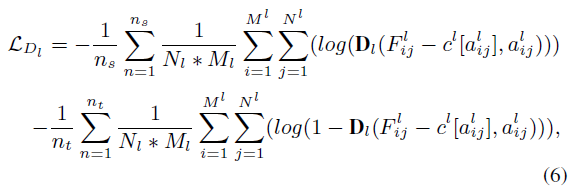 $$\mathcal{L}_{D_l} = -\frac{1}{n_s} \sum_{n=1}^{n_s} \frac{1}{N_l * M_l} \sum_{i=1}^{M^l} \sum_{j=1}^{N^l} (log(\mathbf{D}_l(F_{ij}^l - c^l[a_{ij}^l], a_{ij}^l)))$$
$$-\frac{1}{n_t} \sum_{n=1}^{n_t} \frac{1}{N_l * M_l} \sum_{i=1}^{M^l} \sum_{j=1}^{N^l} (log(1 - \mathbf{D}_l(F_{ij}^l - c^l[a_{ij}^l], a_{ij}^l))),$$
(6)